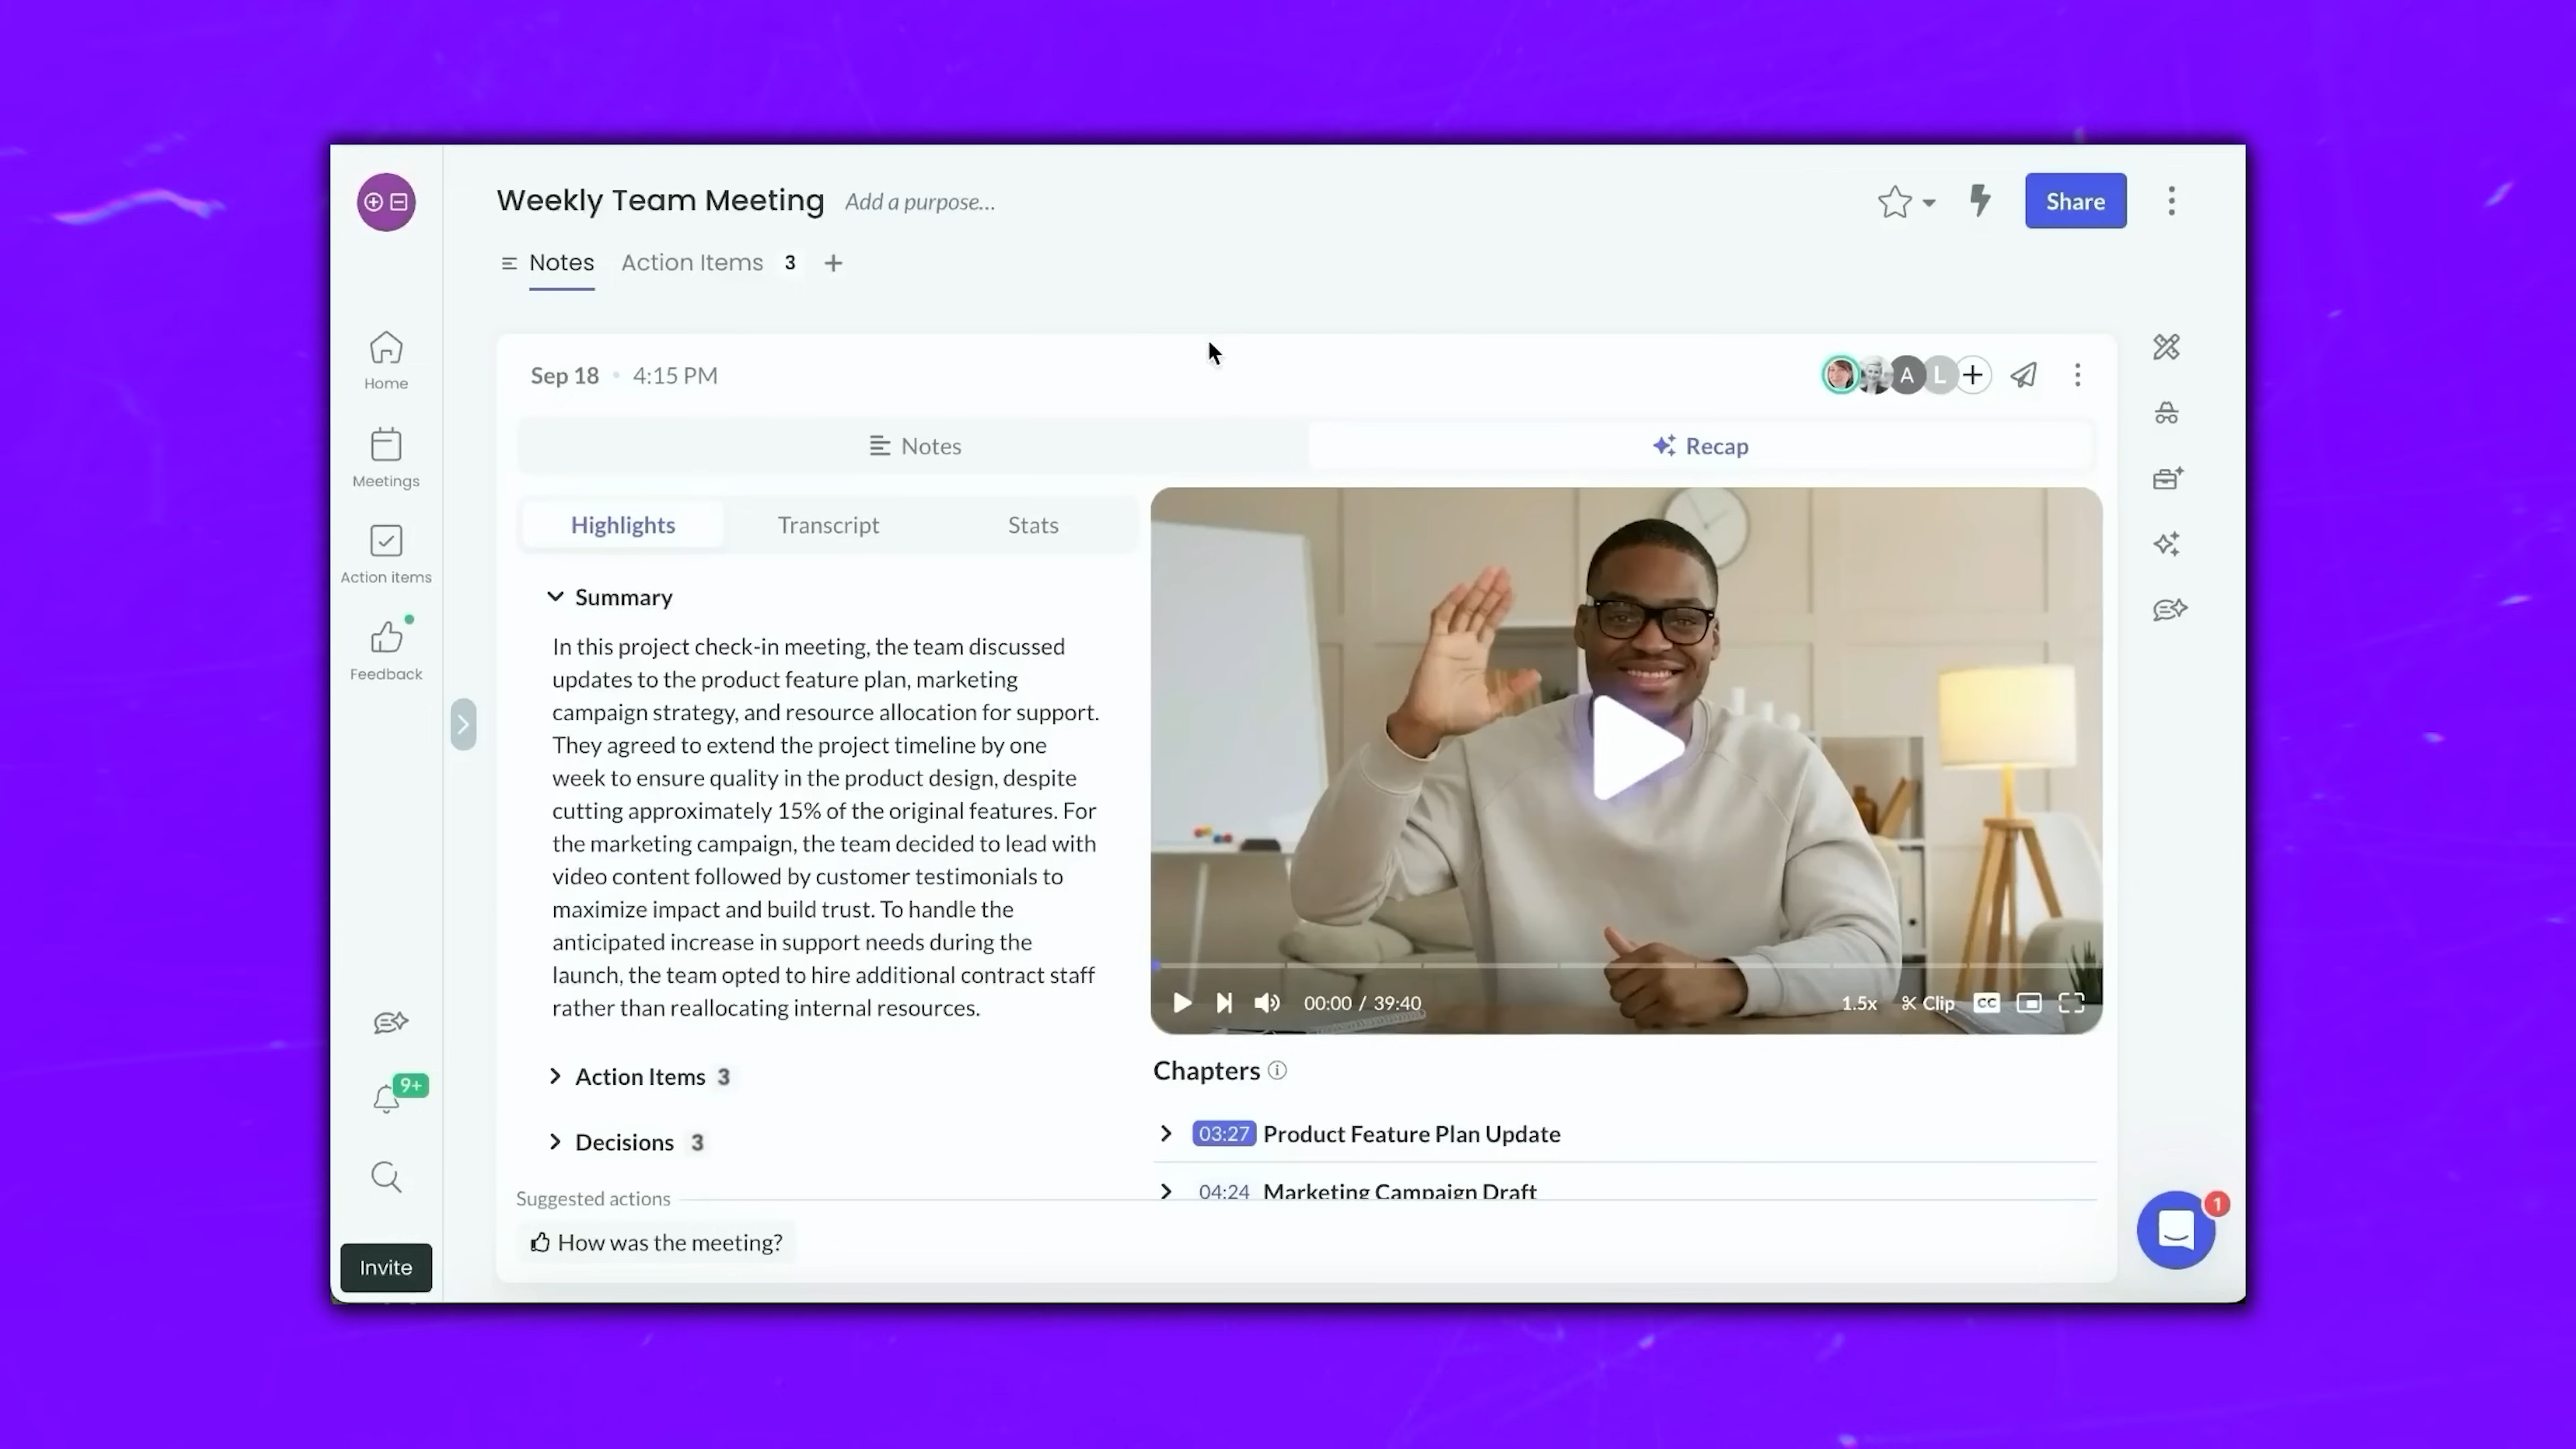 Weekly Team Meeting Add a purpose...
Share
Notes Action Items 3
Home
Meetings
Action items
Feedback
9+
Invite
Sep 18 • 4:15 PM
A L
Notes
Recap
Highlights Transcript Stats
Summary
In this project check-in meeting, the team discussed
updates to the product feature plan, marketing
campaign strategy, and resource allocation for support.
They agreed to extend the project timeline by one
week to ensure quality in the product design, despite
cutting approximately 15% of the original features. For
the marketing campaign, the team decided to lead with
video content followed by customer testimonials to
maximize impact and build trust. To handle the
anticipated increase in support needs during the
launch, the team opted to hire additional contract staff
rather than reallocating internal resources.
Action Items 3
Decisions 3
Suggested actions
How was the meeting?
00:00 / 39:40
1.5x Clip CC
Chapters
03:27 Product Feature Plan Update
04:24 Marketing Campaign Draft
1